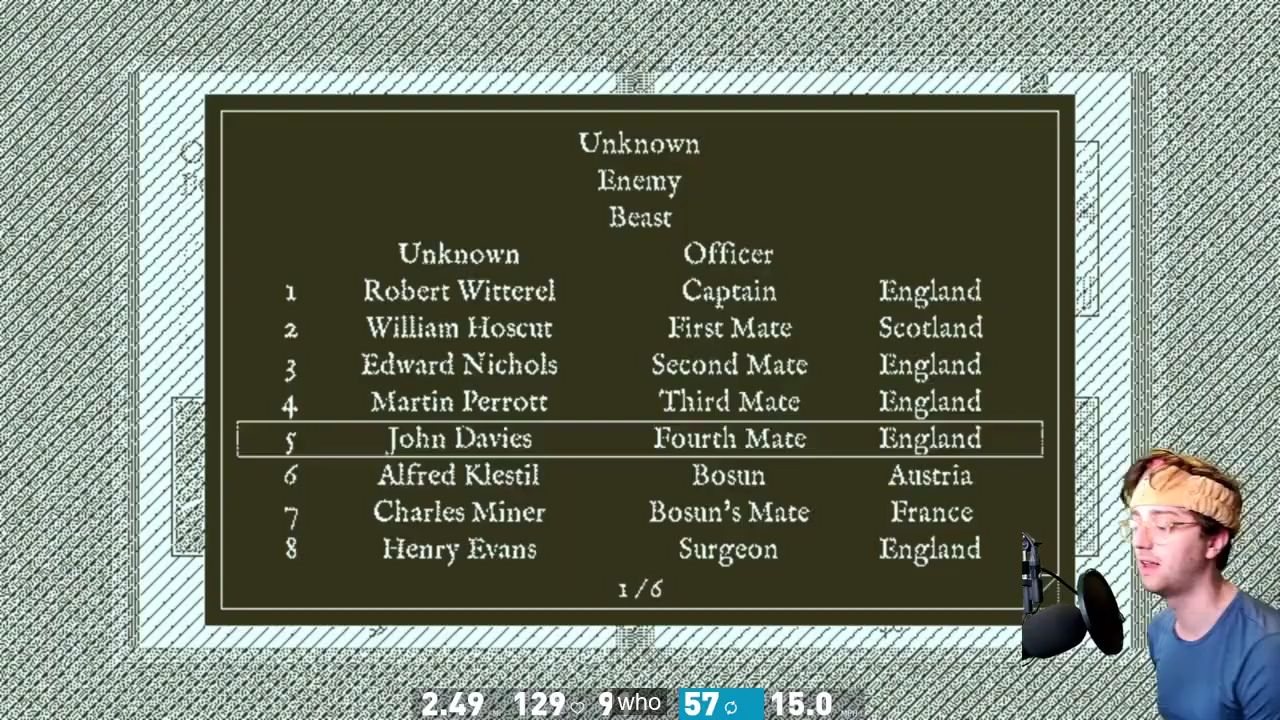 Unknown
Enemy
Beast
Unknown Officer
1 Robert Witterel Captain England
2 William Hoscut First Mate Scotland
3 Edward Nichols Second Mate England
4 Martin Perrott Third Mate England
5 John Davies Fourth Mate England
6 Alfred Klestil Bosun Austria
7 Charles Miner Bosun's Mate France
8 Henry Evans Surgeon England
1/6
2.49 129 9 who 57 15.0